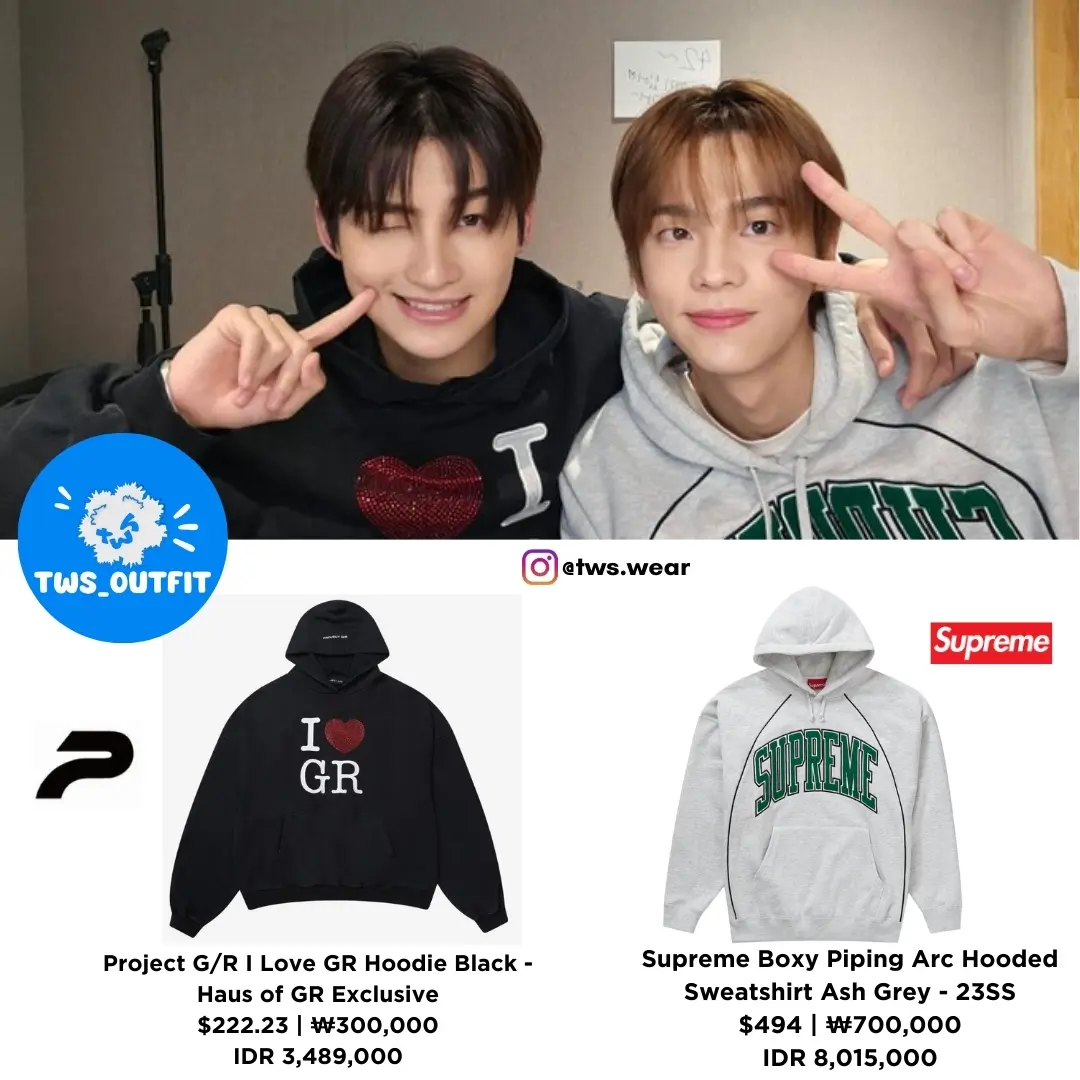 I
TWS_OUTFIT
@tws.wear
Supreme
I
GR
SUPREME
Project G/R I Love GR Hoodie Black -
Haus of GR Exclusive
$222.23 | ₩300,000
IDR 3,489,000
Supreme Boxy Piping Arc Hooded
Sweatshirt Ash Grey - 23SS
$494 | ₩700,000
IDR 8,015,000